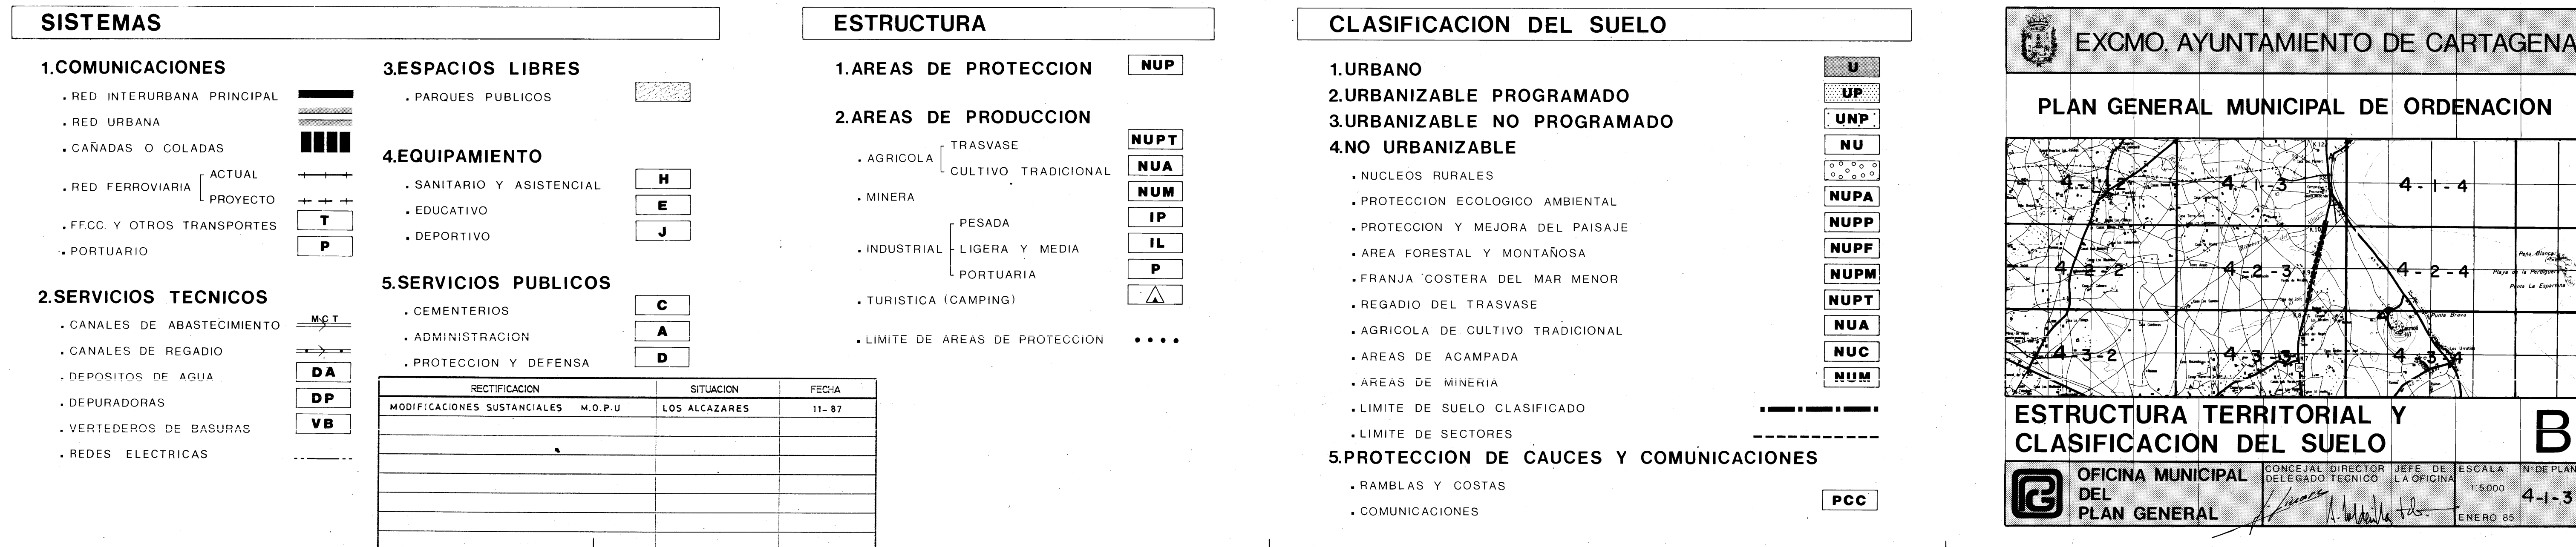 SISTEMAS
1.COMUNICACIONES
. RED INTERURBANA PRINCIPAL
. RED URBANA
. CAÑADAS O COLADAS
. RED FERROVIARIA
ACTUAL
PROYECTO
. FF.CC. Y OTROS TRANSPORTES T
. PORTUARIO P
2.SERVICIOS TECNICOS
. CANALES DE ABASTECIMIENTO MCT
. CANALES DE REGADIO
. DEPOSITOS DE AGUA DA
. DEPURADORAS DP
. VERTEDEROS DE BASURAS VB
. REDES ELECTRICAS
3.ESPACIOS LIBRES
. PARQUES PUBLICOS
4.EQUIPAMIENTO
. SANITARIO Y ASISTENCIAL H
. EDUCATIVO E
. DEPORTIVO J
5.SERVICIOS PUBLICOS
. CEMENTERIOS C
. ADMINISTRACION A
. PROTECCION Y DEFENSA D
RECTIFICACION SITUACION FECHA
MODIFICACIONES SUSTANCIALES M.O.P.U LOS ALCAZARES 11-87
ESTRUCTURA
1.AREAS DE PROTECCION NUP
2.AREAS DE PRODUCCION
. AGRICOLA
TRASVASE NUPT
CULTIVO TRADICIONAL NUA
. MINERA NUM
. INDUSTRIAL
PESADA IP
LIGERA Y MEDIA IL
PORTUARIA P
. TURISTICA (CAMPING)
. LIMITE DE AREAS DE PROTECCION
CLASIFICACION DEL SUELO
1.URBANO U
2.URBANIZABLE PROGRAMADO UP
3.URBANIZABLE NO PROGRAMADO UNP
4.NO URBANIZABLE NU
. NUCLEOS RURALES
. PROTECCION ECOLOGICO AMBIENTAL NUPA
. PROTECCION Y MEJORA DEL PAISAJE NUPP
. AREA FORESTAL Y MONTAÑOSA NUPF
. FRANJA COSTERA DEL MAR MENOR NUPM
. REGADIO DEL TRASVASE NUPT
. AGRICOLA DE CULTIVO TRADICIONAL NUA
. AREAS DE ACAMPADA NUC
. AREAS DE MINERIA NUM
. LIMITE DE SUELO CLASIFICADO
. LIMITE DE SECTORES
5.PROTECCION DE CAUCES Y COMUNICACIONES
. RAMBLAS Y COSTAS
PCC
. COMUNICACIONES
EXCMO. AYUNTAMIENTO DE CARTAGENA
PLAN GENERAL MUNICIPAL DE ORDENACION
4-1-2 4-1-3 4-1-4
4-2-2 4-2-3 4-2-4
Punta Brava
4-3-2 4-3-3 4-3-4
ESTRUCTURA TERRITORIAL Y
CLASIFICACION DEL SUELO
B
OFICINA MUNICIPAL
DEL
PLAN GENERAL
CONCEJAL
DELEGADO
DIRECTOR
TECNICO
JEFE DE
LA OFICINA
ESCALA:
1:5.000
ENERO 85
Nº DE PLAN
4-1-3